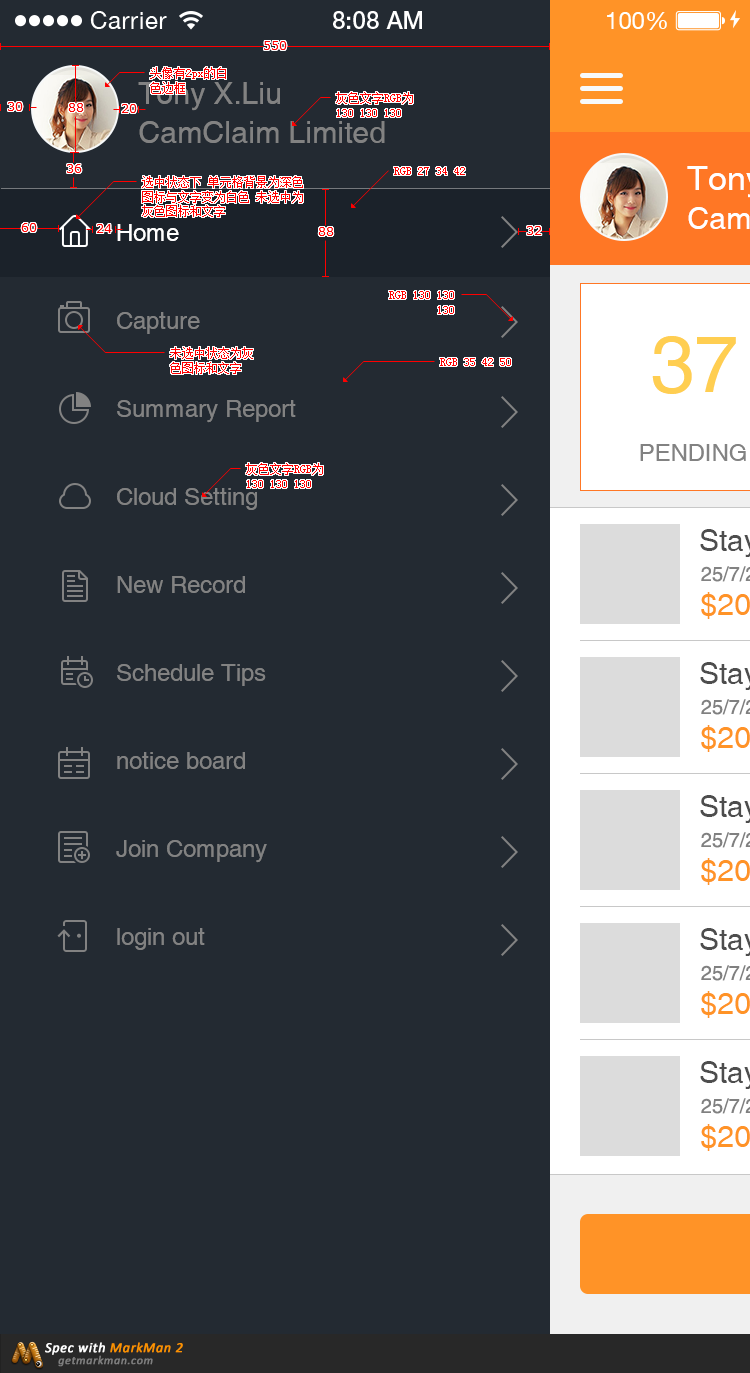 Carrier
8:08 AM
100%
550
头像有2px的白
色边框
Tony X.Liu
灰色文字RGB为
130 130 130
30
88
20
CamClaim Limited
36
RGB 27 34 42
选中状态下 单元格背景为深色
图标与文字变为白色 未选中为
灰色图标和文字
60
24
Home
88
32
RGB 130 130
130
Capture
未选中状态为灰
色图标和文字
RGB 35 42 50
Summary Report
灰色文字RGB为
130 130 130
Cloud Setting
New Record
Schedule Tips
notice board
Join Company
login out
Tony
Cam
37
PENDING
Stay
25/7/2
$20
Stay
25/7/2
$20
Stay
25/7/2
$20
Stay
25/7/2
$20
Stay
25/7/2
$20
Spec with MarkMan 2
getmarkman.com